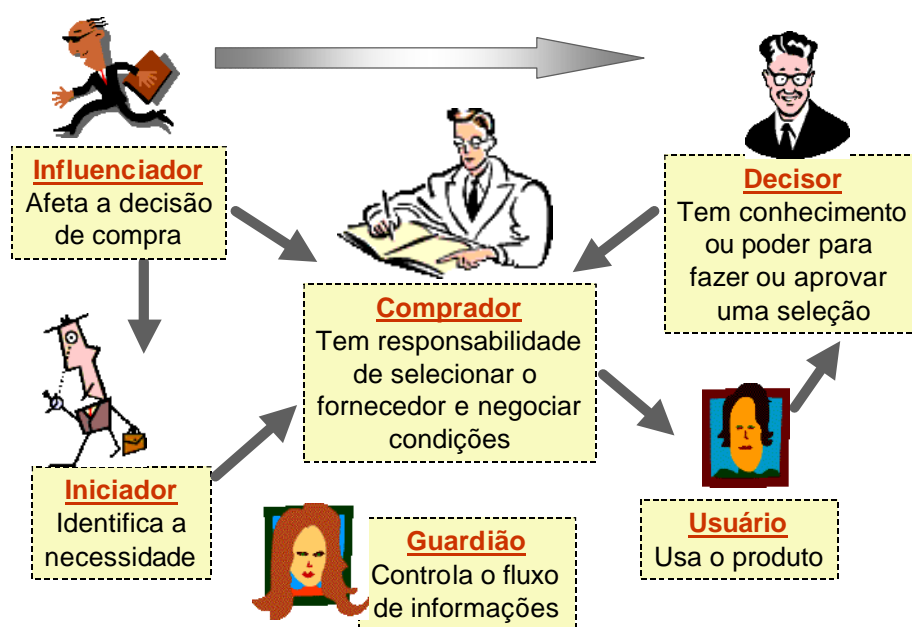 Influenciador
Afeta a decisão
de compra
Decisor
Tem conhecimento
ou poder para
fazer ou aprovar
uma seleção
Comprador
Tem responsabilidade
de selecionar o
fornecedor e negociar
condições
Iniciador
Identifica a
necessidade
Guardião
Controla o fluxo
de informações
Usuário
Usa o produto